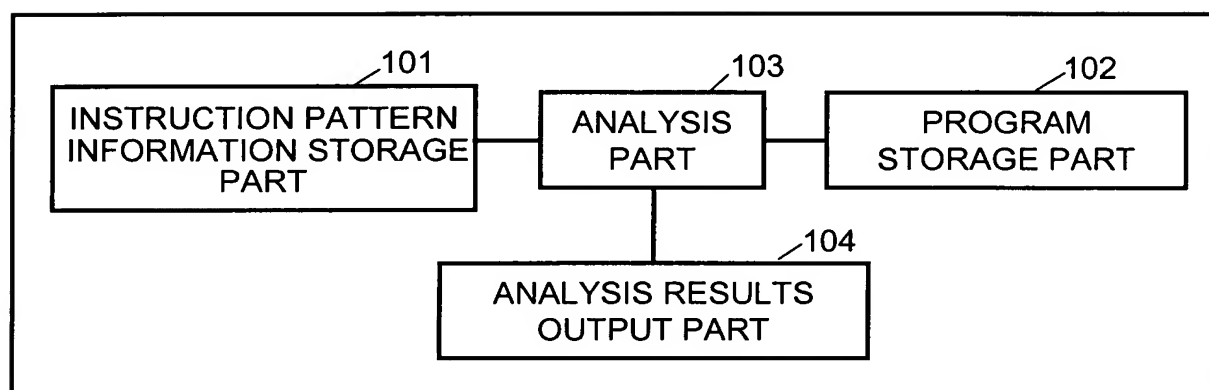 101
INSTRUCTION PATTERN
INFORMATION STORAGE
PART
103
ANALYSIS
PART
102
PROGRAM
STORAGE PART
104
ANALYSIS RESULTS
OUTPUT PART